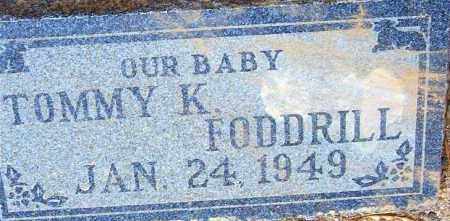 OUR BABY
TOMMY K.
FODDRILL
JAN. 24, 1949